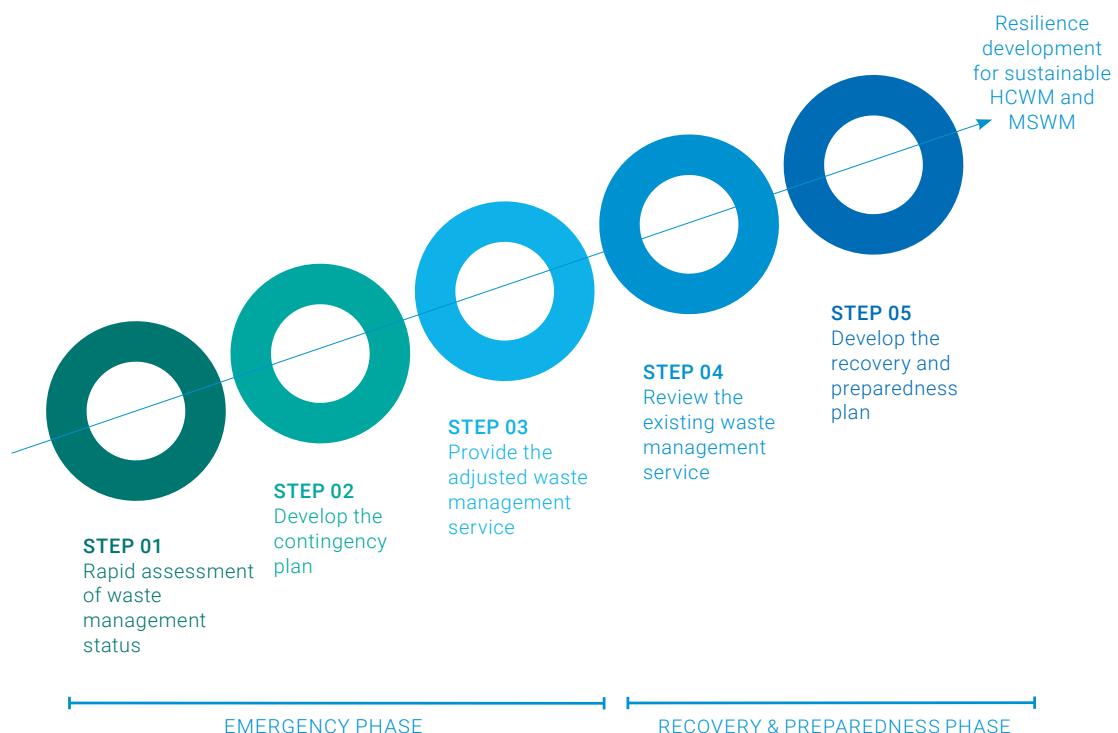 Resilience
development
for sustainable
HCWM and
MSWM
STEP 01
Rapid assessment
of waste
management
status
STEP 02
Develop the
contingency
plan
STEP 03
Provide the
adjusted waste
management
service
STEP 04
Review the
existing waste
management
service
STEP 05
Develop the
recovery and
preparedness
plan
EMERGENCY PHASE
RECOVERY & PREPAREDNESS PHASE